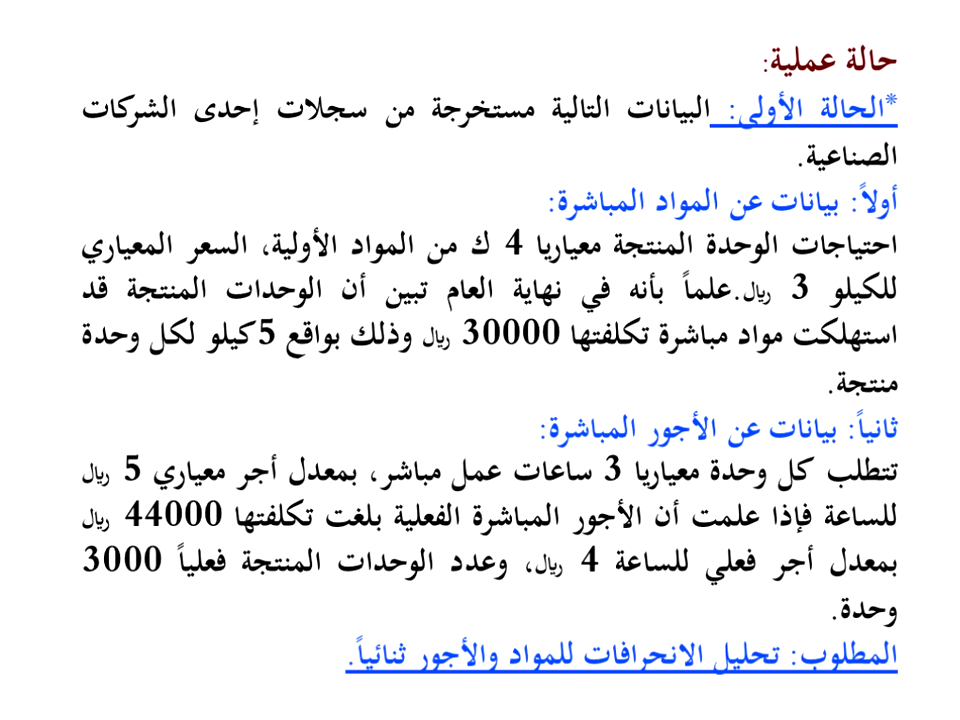 حالة عملية:
*الحالة الأولى: البيانات التالية مستخرجة من سجلات إحدى الشركات
الصناعية.
أولاً: بيانات عن المواد المباشرة:
احتياجات الوحدة المنتجة معياريا 4 ك من المواد الأولية، السعر المعياري
للكيلو 3 ريال.علماً بأنه في نهاية العام تبين أن الوحدات المنتجة قد
استهلكت مواد مباشرة تكلفتها 30000 ريال وذلك بواقع 5كيلو لكل وحدة
منتجة.
ثانياً: بيانات عن الأجور المباشرة:
تتطلب كل وحدة معياريا 3 ساعات عمل مباشر، بمعدل أجر معياري 5 ريال
للساعة فإذا علمت أن الأجور المباشرة الفعلية بلغت تكلفتها 44000 ريال
بمعدل أجر فعلي للساعة 4 ريال، وعدد الوحدات المنتجة فعلياً 3000
وحدة.
المطلوب: تحليل الانحرافات للمواد والأجور ثنائياً.